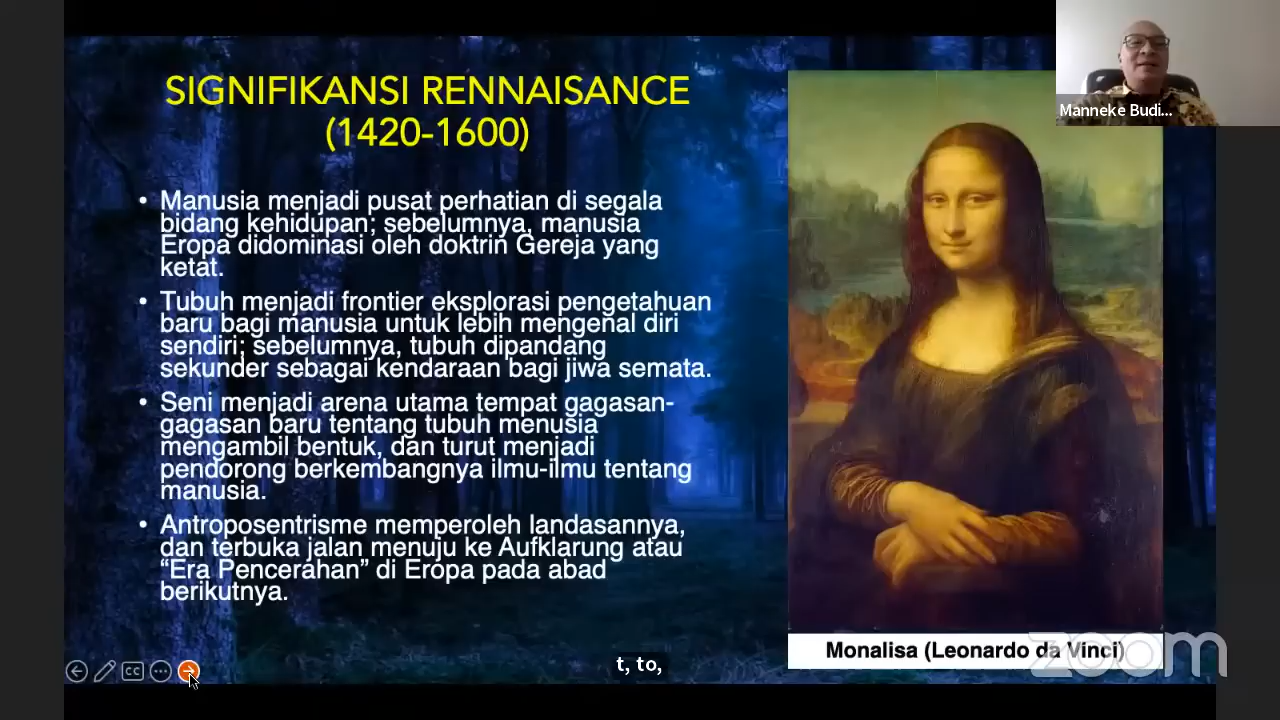 SIGNIFIKANSI RENNAISANCE
(1420-1600)
• Manusia menjadi pusat perhatian di segala
bidang kehidupan; sebelumnya, manusia
Eropa didominasi oleh doktrin Gereja yang
ketat.
• Tubuh menjadi frontier eksplorasi pengetahuan
baru bagi manusia untuk lebih mengenal diri
sendiri; sebelumnya, tubuh dipandang
sekunder sebagai kendaraan bagi jiwa semata.
• Seni menjadi arena utama tempat gagasan-
gagasan baru tentang tubuh menusia
mengambil bentuk, dan turut menjadi
pendorong berkembangnya ilmu-ilmu tentang
manusia.
• Antroposentrisme memperoleh landasannya,
dan terbuka jalan menuju ke Aufklarung atau
“Era Pencerahan” di Eropa pada abad
berikutnya.
Manneke Budi...
Monalisa (Leonardo da Vinci)
zoom
CC
t, to,